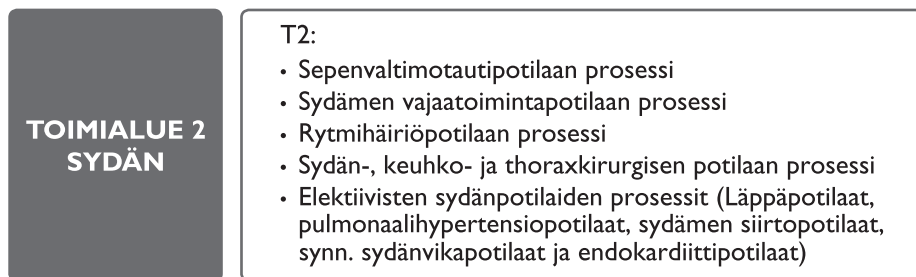 TOIMIALUE 2
SYDÄN
T2:
• Sepenvaltimotautipotilaan prosessi
• Sydämen vajaatoimintapotilaan prosessi
• Rytmihäiriöpotilaan prosessi
• Sydän-, keuhko- ja thoraxkirurgisen potilaan prosessi
• Elektiivisten sydänpotilaiden prosessit (Läppäpotilaat,
pulmonaalihypertensiopotilaat, sydämen siirtopotilaat,
synn. sydänvikapotilaat ja endokardiittipotilaat)